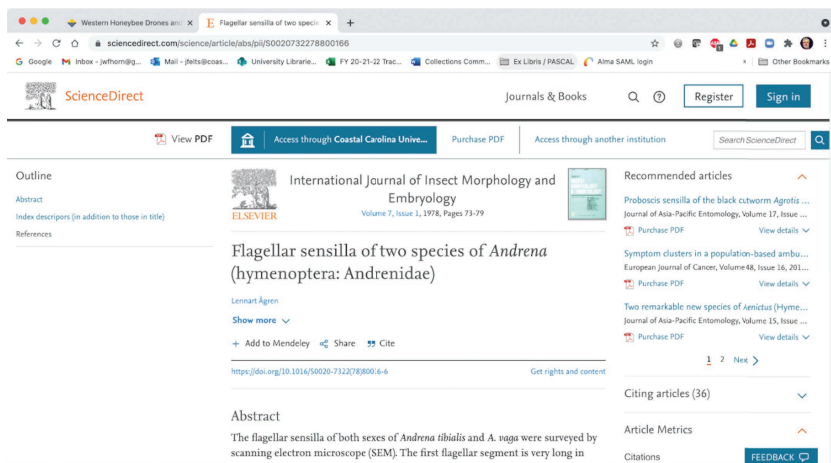 Western Honeybee Drones and
Flagellar sensilla of two specie
sciencedirect.com/science/article/abs/pii/S0020732278800166
Google
Inbox - jwfhorn@g...
Mail - jfeits@coas...
University Librarie...
FY 20-21-22 Trac...
Collections Comm...
Ex Libris / PASCAL
Alma SAML login
»
Other Bookmarks
ScienceDirect
Journals & Books
Register
Sign in
View PDF
Access through Coastal Carolina Unive...
Purchase PDF
Access through another institution
Search ScienceDirect
Outline
Abstract
Index descripors (in addition to those in title)
References
ELSEVIER
International Journal of Insect Morphology and
Embryology
Volume 7, Issue 1, 1978, Pages 73-79
Flagellar sensilla of two species of Andrena
(hymenoptera: Andrenidae)
Lennart Ågren
Show more
+ Add to Mendeley
Share
Cite
https://doi.org/10.1016/S0020-7322(78)80016-6
Get rights and content
Abstract
The flagellar sensilla of both sexes of Andrena tibialis and A. vaga were surveyed by
scanning electron microscope (SEM). The first flagellar segment is very long in
Recommended articles
Proboscis sensilla of the black cutworm Agrotis ...
Journal of Asia-Pacific Entomology, Volume 17, Issue ...
Purchase PDF
View details
Symptom clusters in a population-based ambu...
European Journal of Cancer, Volume 48, Issue 16, 201...
Purchase PDF
View details
Two remarkable new species of Aenictus (Hyme...
Journal of Asia-Pacific Entomology, Volume 15, Issue ...
Purchase PDF
View details
1 2 Next
Citing articles (36)
Article Metrics
Citations
FEEDBACK